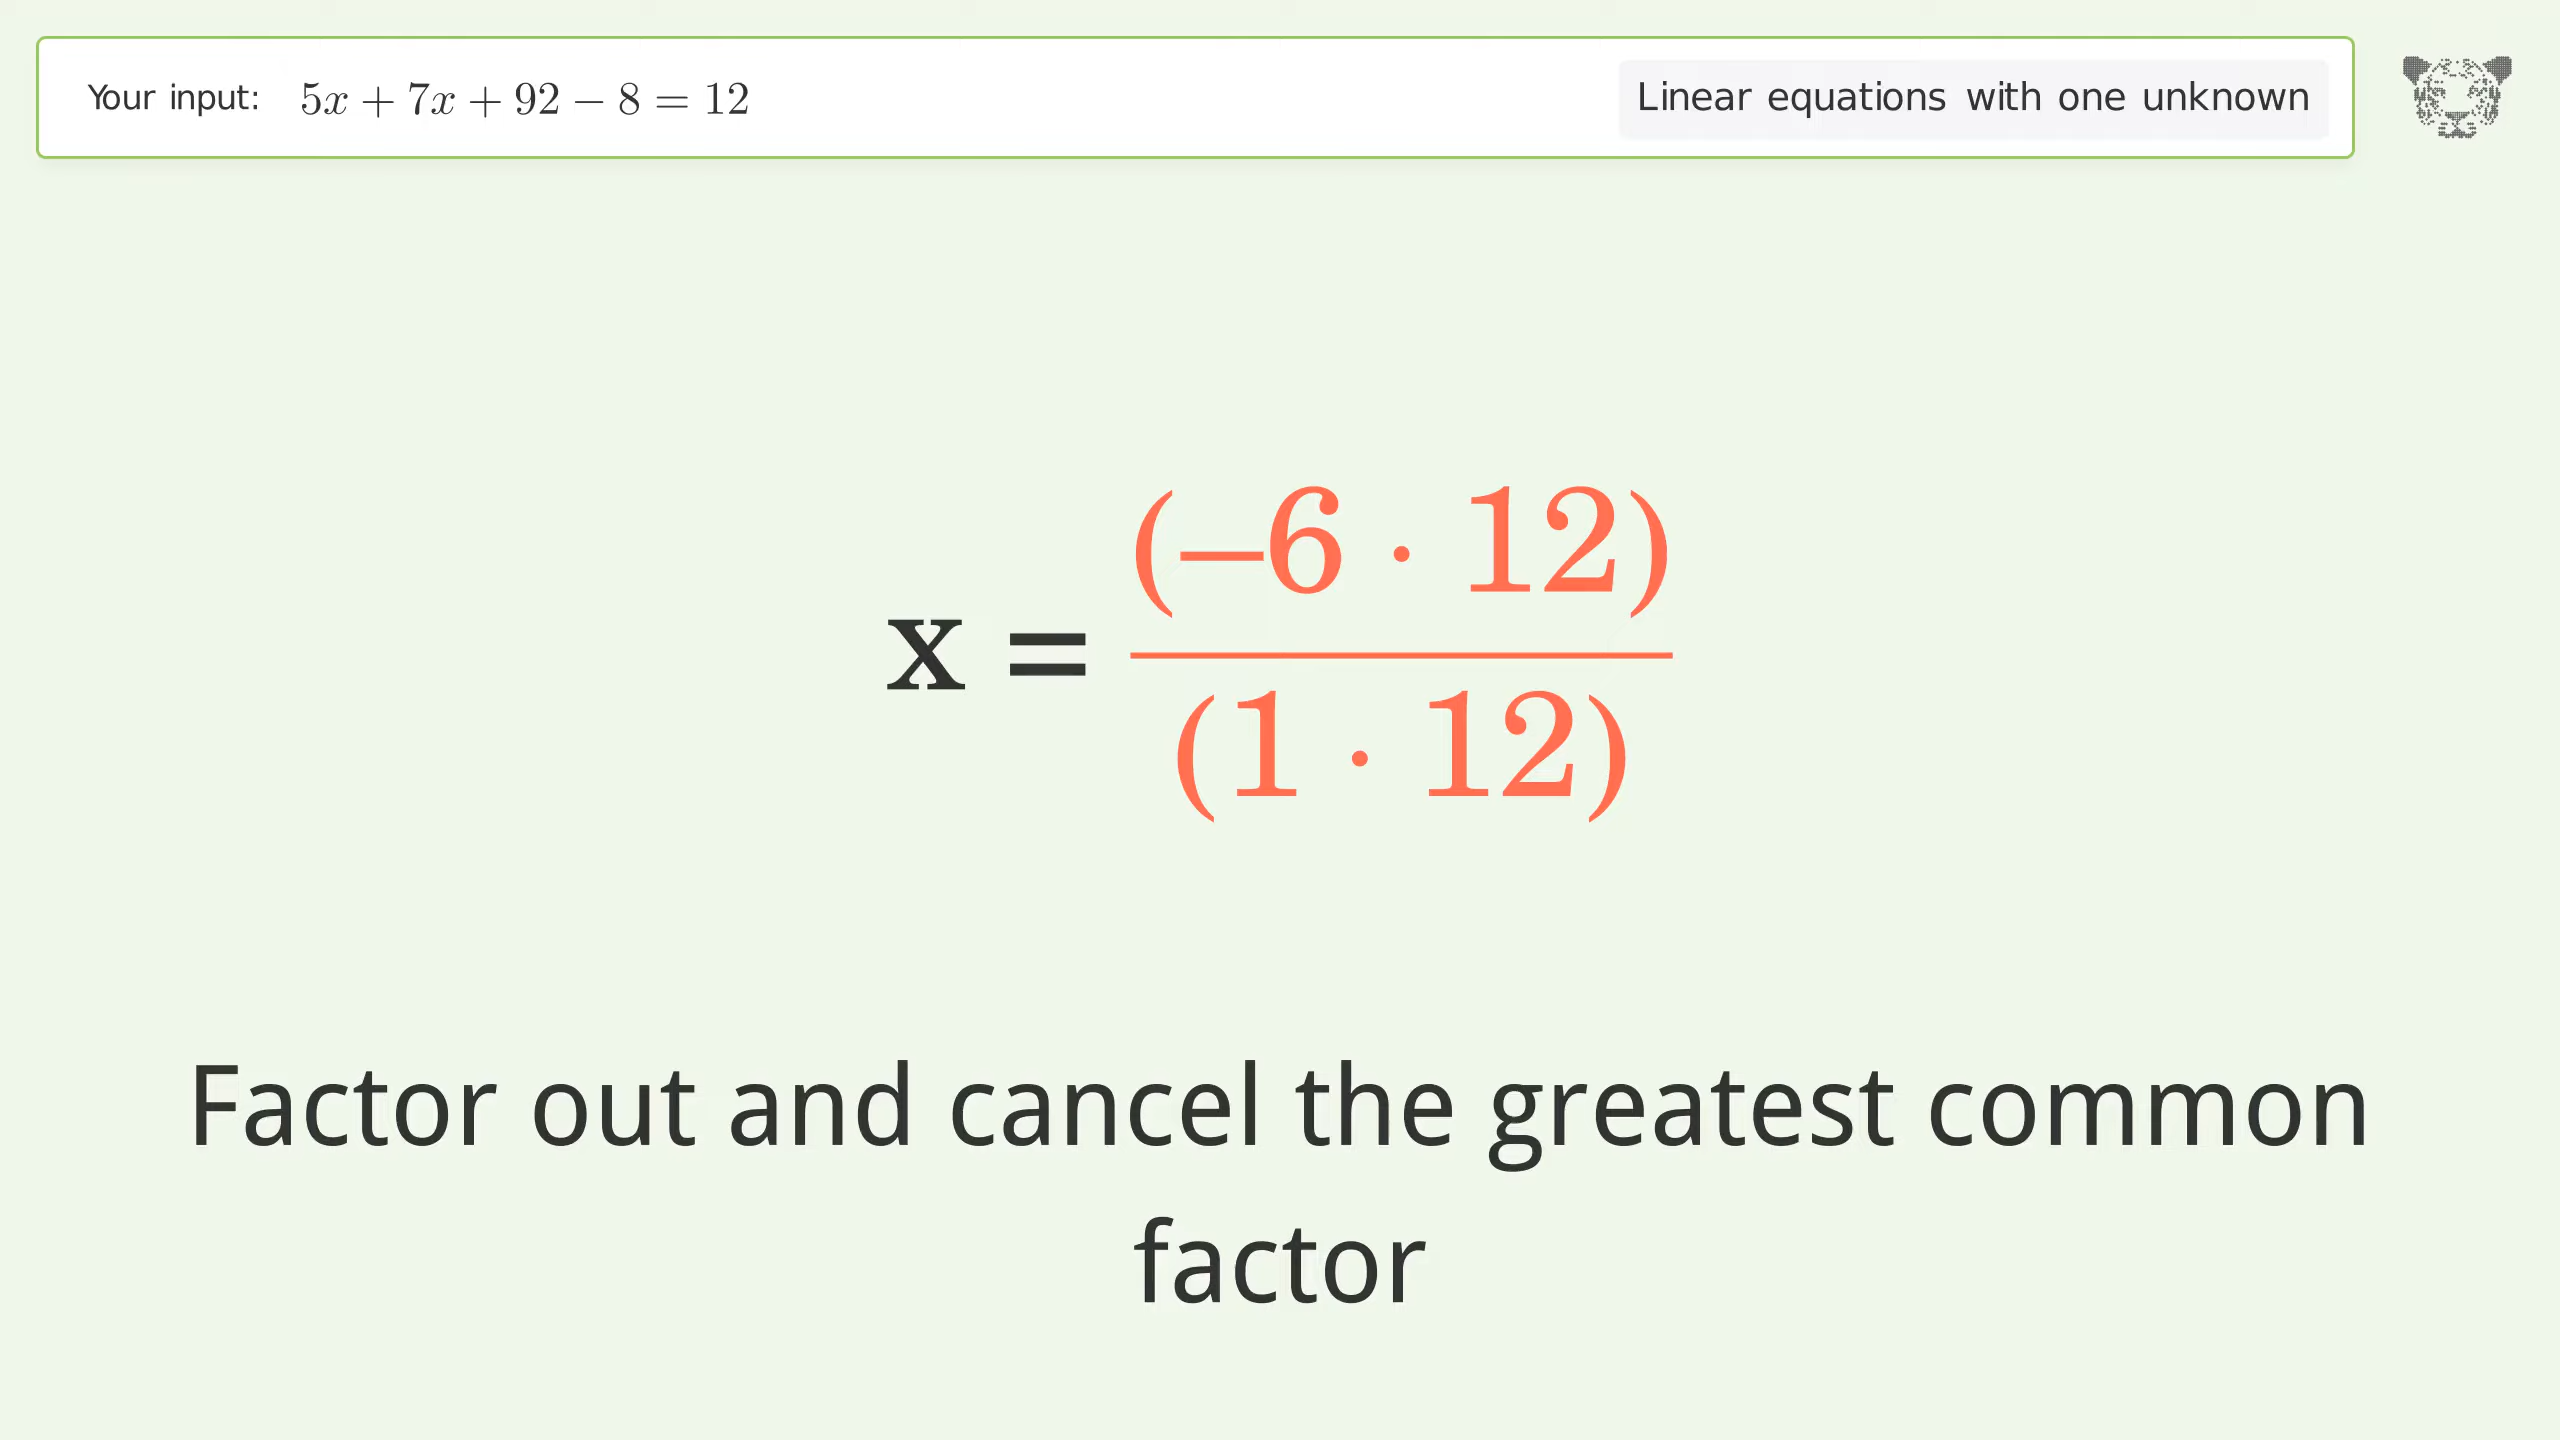 Your input: 5x + 7x + 92 − 8 = 12
Linear equations with one unknown
x = (−6 · 12)
(1 · 12)
Factor out and cancel the greatest common
factor